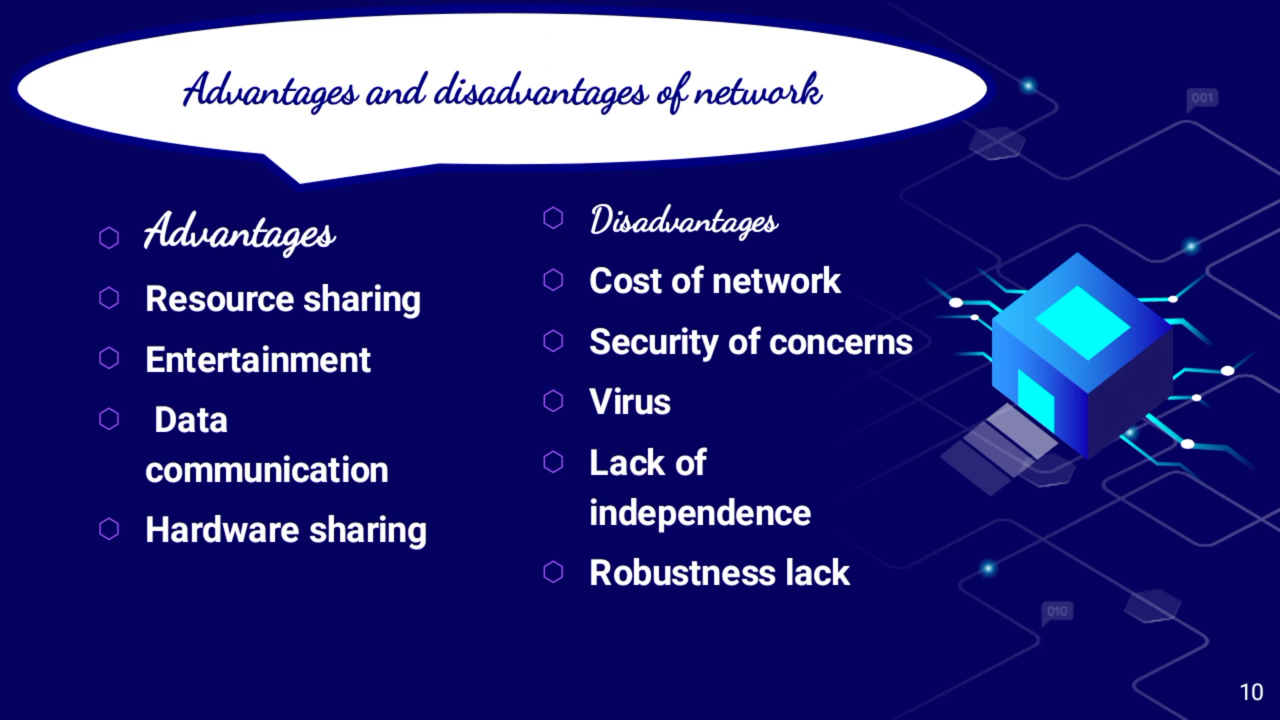 Advantages and disadvantages of network
Advantages
Resource sharing
Entertainment
Data
communication
Hardware sharing
Disadvantages
Cost of network
Security of concerns
Virus
Lack of
independence
Robustness lack
001
010
10